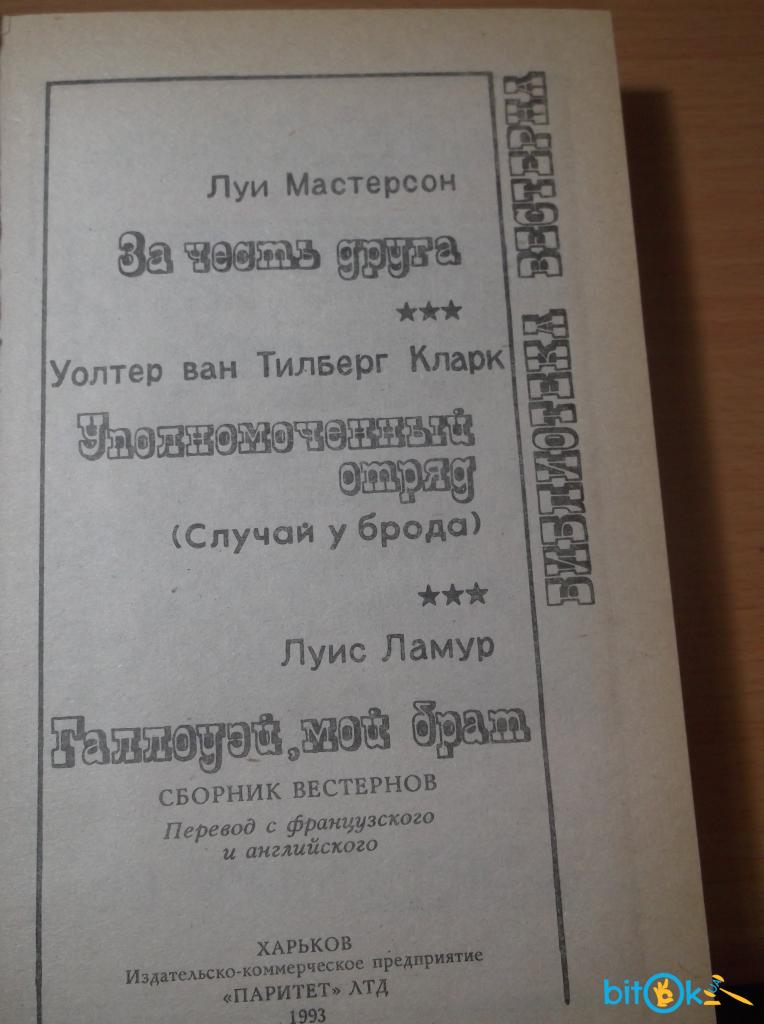 Луи Мастерсон
За честь друга
Уолтер ван Тилберг Кларк
Уполномоченный
отряд
(Случай у брода)
Луис Ламур
Галлоуэй, мой брат
СБОРНИК ВЕСТЕРНОВ
Перевод с французского
и английского
ХАРЬКОВ
Издательско-коммерческое предприятие
«ПАРИТЕТ» ЛТД
1993
БИБЛИОТЕКА ВЕСТЕРНА
bitOk UA